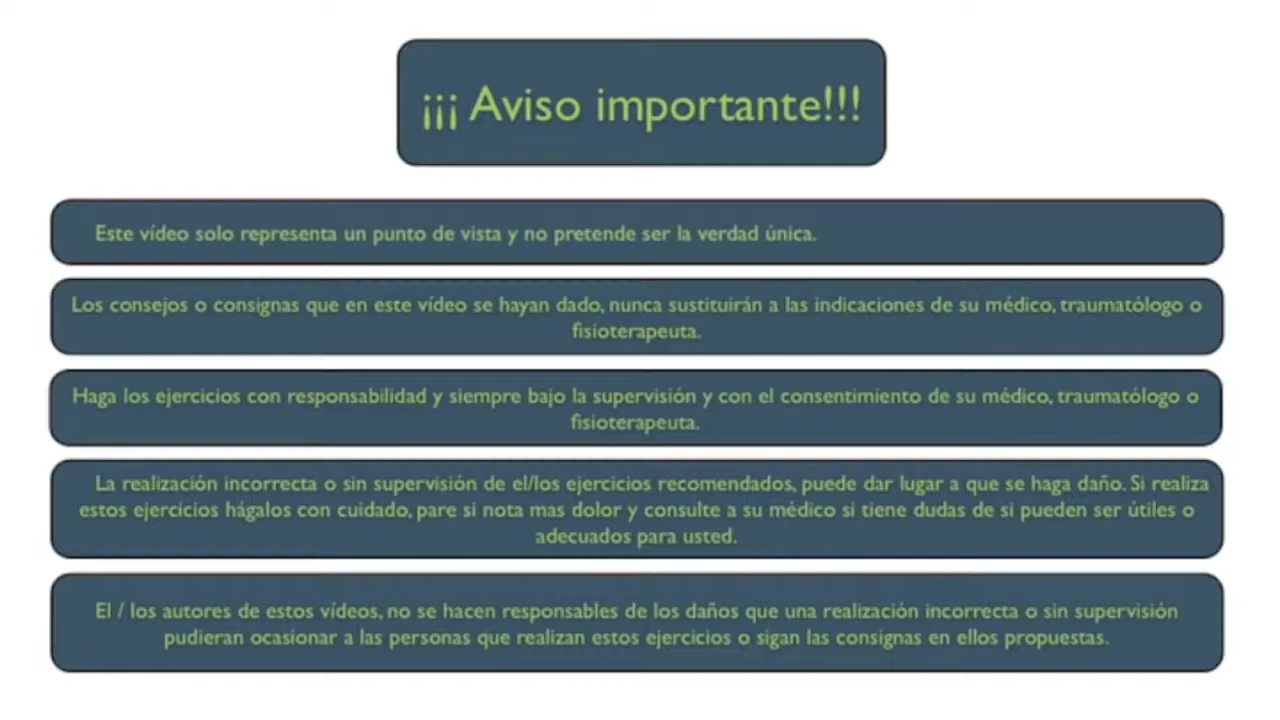 ¡¡¡ Aviso importante!!!
Este vídeo solo representa un punto de vista y no pretende ser la verdad única.
Los consejos o consignas que en este vídeo se hayan dado, nunca sustituirán a las indicaciones de su médico, traumatólogo o
fisioterapeuta.
Haga los ejercicios con responsabilidad y siempre bajo la supervisión y con el consentimiento de su médico, traumatólogo o
fisioterapeuta.
La realización incorrecta o sin supervisión de el/los ejercicios recomendados, puede dar lugar a que se haga daño. Si realiza
estos ejercicios hágalos con cuidado, pare si nota mas dolor y consulte a su médico si tiene dudas de si pueden ser útiles o
adecuados para usted.
El / los autores de estos vídeos, no se hacen responsables de los daños que una realización incorrecta o sin supervisión
pudieran ocasionar a las personas que realizan estos ejercicios o sigan las consignas en ellos propuestas.